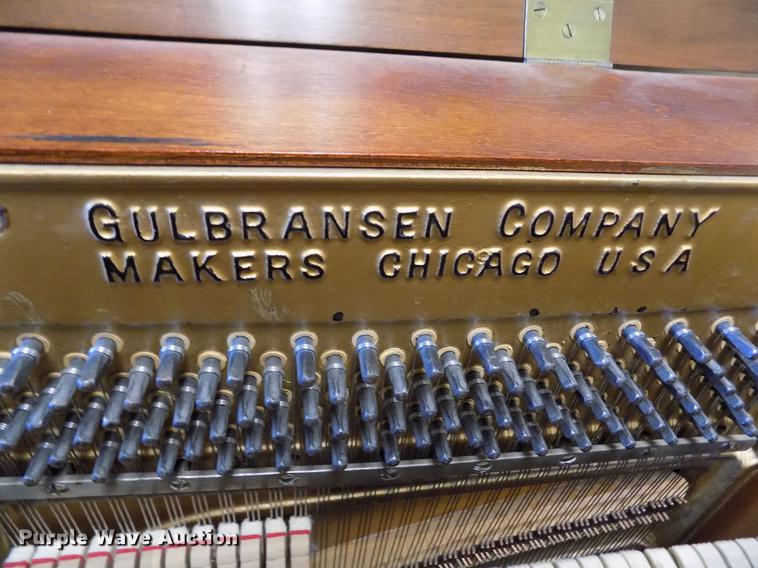 GULBRANSEN COMPANY
MAKERS CHICAGO USA
Purple Wave Auction